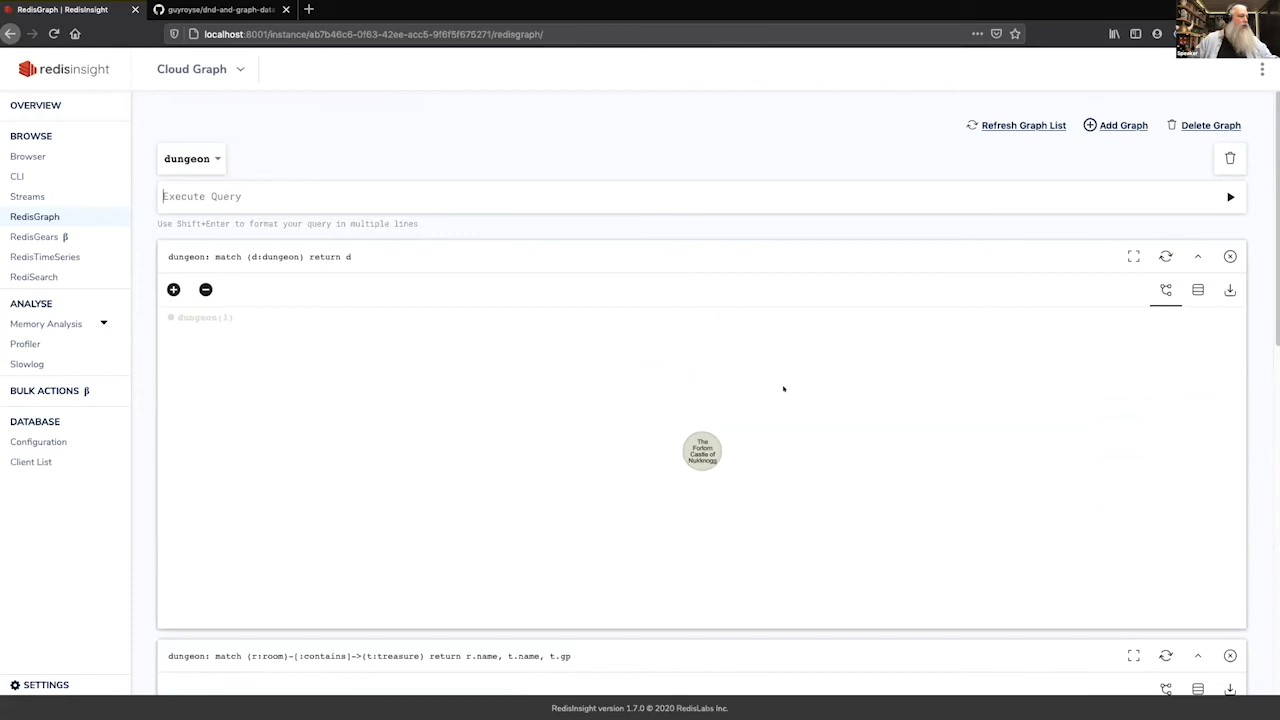 RedisGraph | RedisInsight
guyroyse/dnd-and-graph-data
localhost:8001/instance/ab7b46c6-0f63-42ee-acc5-9f6f5f675271/redisgraph/
Speaker
redisinsight
Cloud Graph
OVERVIEW
BROWSE
Browser
CLI
Streams
RedisGraph
RedisGears β
RedisTimeSeries
RediSearch
ANALYSE
Memory Analysis
Profiler
Slowlog
BULK ACTIONS β
DATABASE
Configuration
Client List
SETTINGS
Refresh Graph List
Add Graph
Delete Graph
dungeon
Execute Query
Use Shift+Enter to format your query in multiple lines
dungeon: match (d:dungeon) return d
dungeon(1)
The
Forlorn
Castle of
Nukknogg
dungeon: match (r:room)-[:contains]->(t:treasure) return r.name, t.name, t.gp
RedisInsight version 1.7.0 © 2020 RedisLabs Inc.